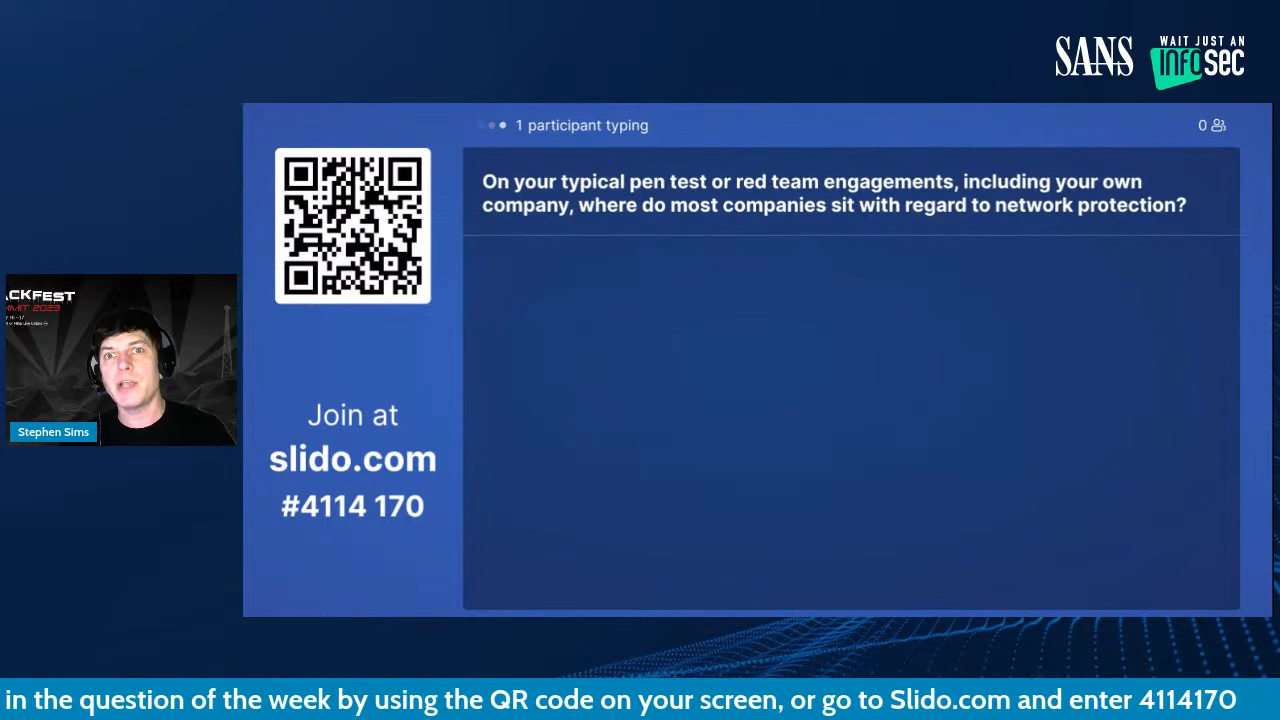 SANS
WAIT JUST AN
INFOSEC
1 participant typing
0
On your typical pen test or red team engagements, including your own
company, where do most companies sit with regard to network protection?
ACKFEST
MMIT 2023
Stephen Sims
Join at
slido.com
#4114 170
in the question of the week by using the QR code on your screen, or go to Slido.com and enter 4114170